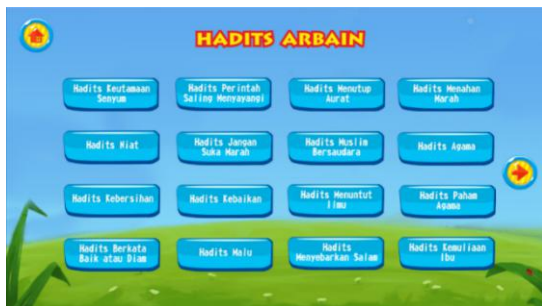 HADITS ARBAIN
Hadits Keutamaan
Senyum
Hadits Perintah
Saling Menyayangi
Hadits Menutup
Aurat
Hadits Menahan
Marah
Hadits Niat
Hadits Jangan
Suka Marah
Hadits Muslim
Bersaudara
Hadits Agama
Hadits Kebersihan
Hadits Kebaikan
Hadits Menuntut
Ilmu
Hadits Paham
Agama
Hadits Berkata
Baik atau Diam
Hadits Malu
Hadits
Menyebarkan Salam
Hadits Kemuliaan
Ibu